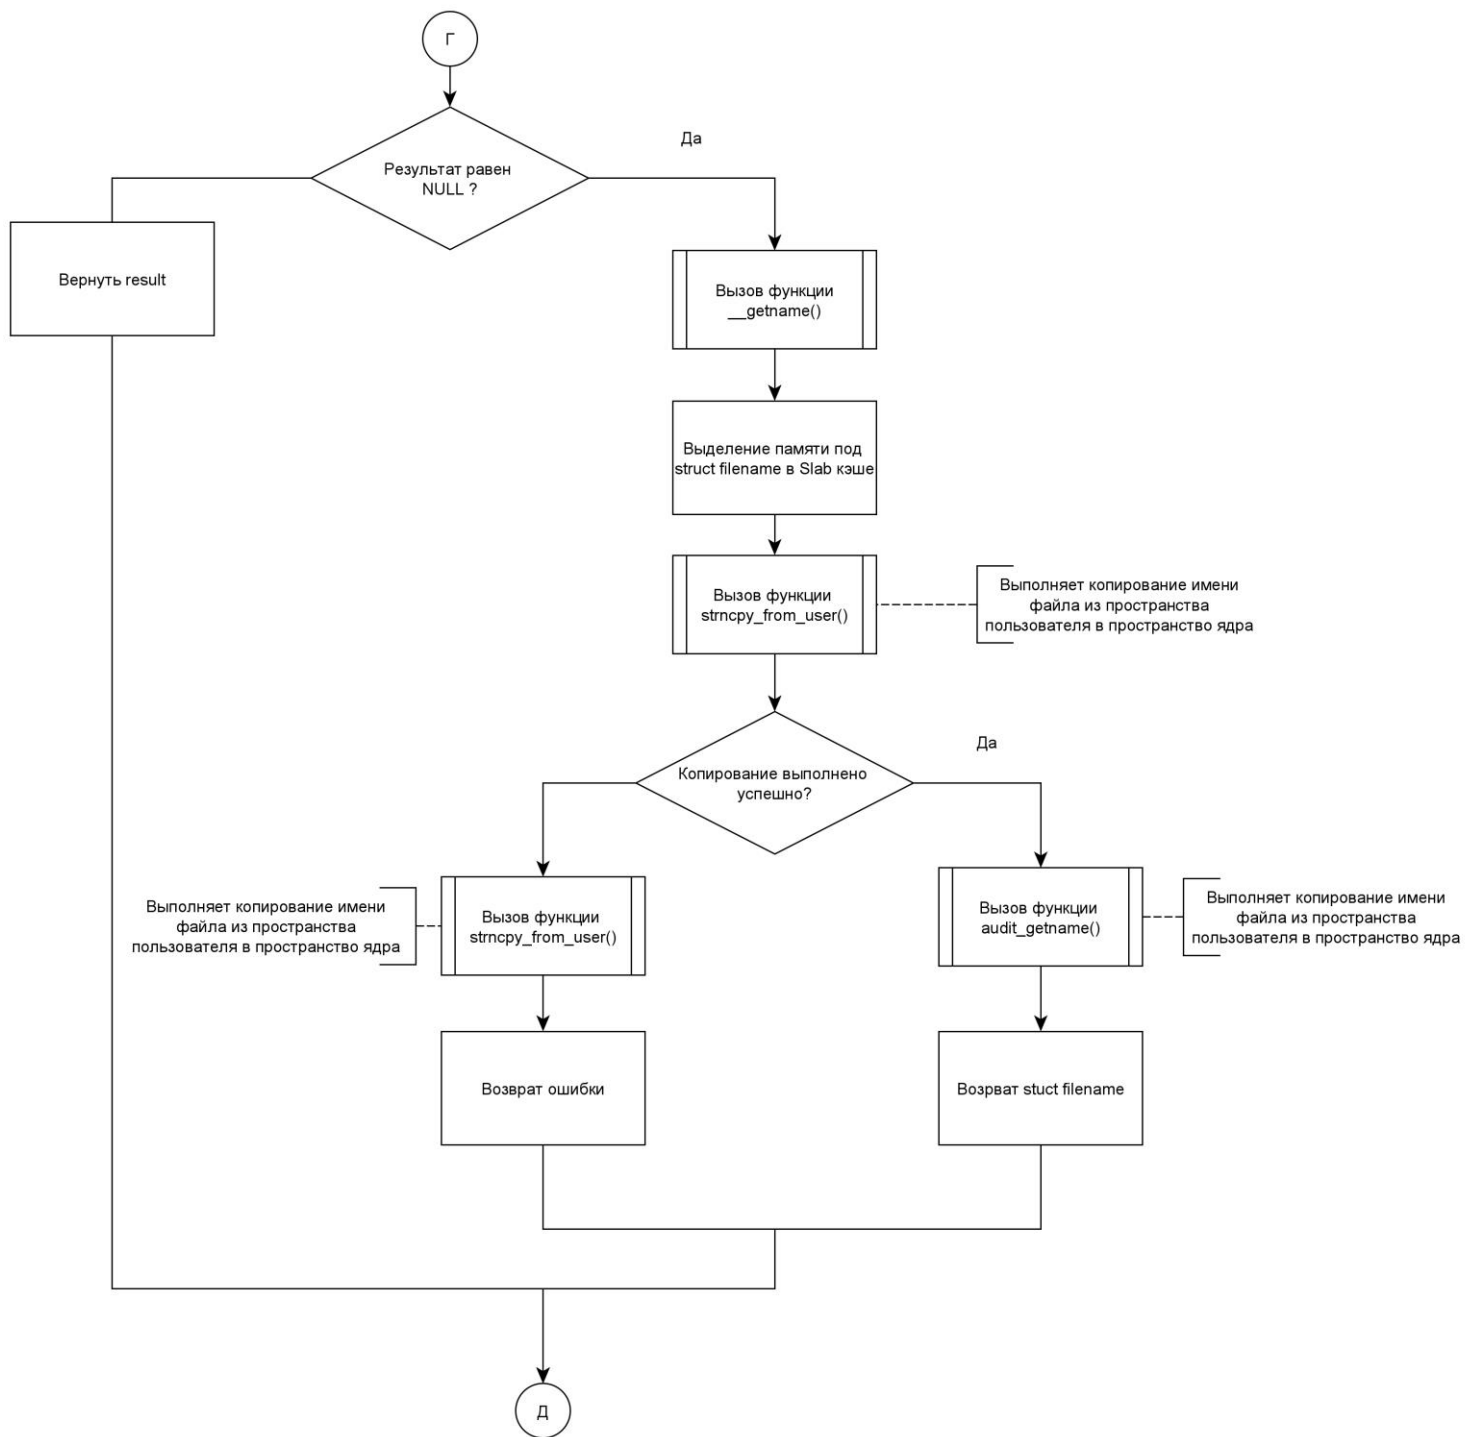 Г
Да
Результат равен
NULL ?
Вернуть result
Вызов функции
__getname()
Выделение памяти под
struct filename в Slab кэше
Вызов функции
strncpy_from_user()
Выполняет копирование имени
файла из пространства
пользователя в пространство ядра
Да
Копирование выполнено
успешно?
Выполняет копирование имени
файла из пространства
пользователя в пространство ядра
Вызов функции
strncpy_from_user()
Вызов функции
audit_getname()
Выполняет копирование имени
файла из пространства
пользователя в пространство ядра
Возврат ошибки
Возрват stuct filename
Д